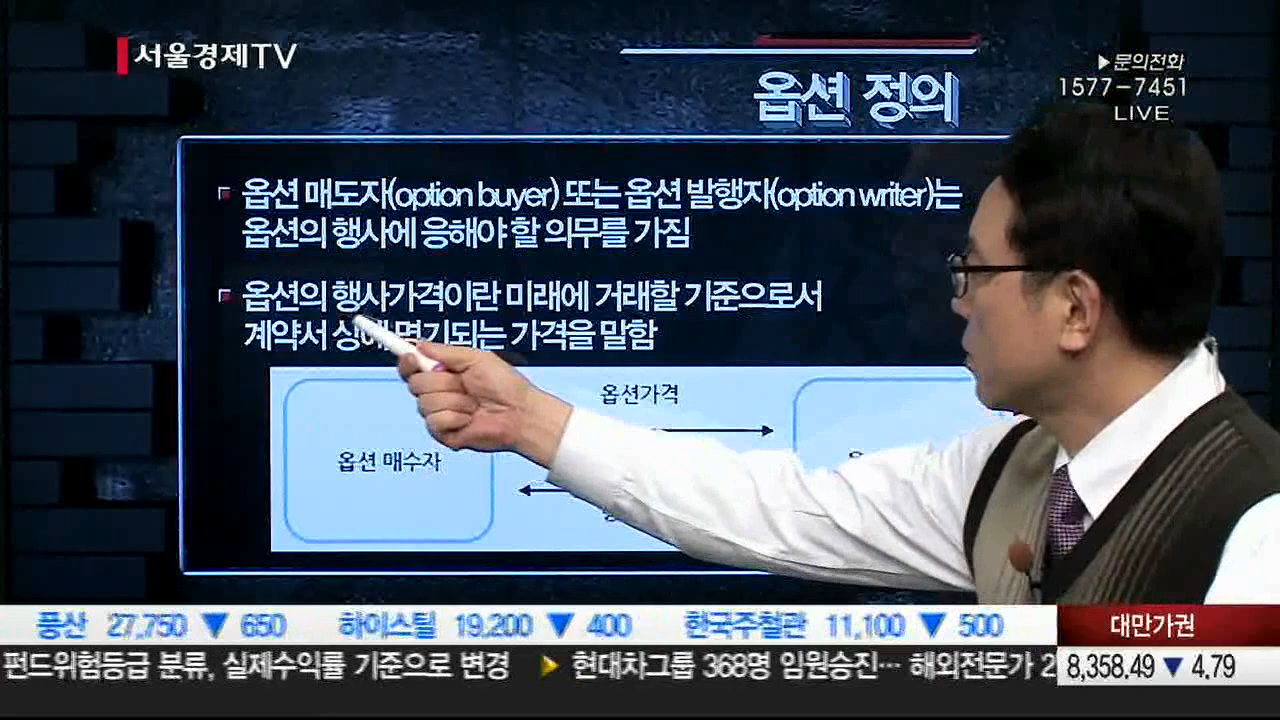 서울경제TV
▶문의전화
1577-7451
LIVE
옵션 정의
옵션 매도자(option buyer) 또는 옵션 발행자(option writer)는
옵션의 행사에 응해야 할 의무를 가짐
옵션의 행사가격이란 미래에 거래할 기준으로서
계약서 상에 명기되는 가격을 말함
옵션가격
옵션 매수자
풍산 27,750 ▼ 650 하이스틸 19,200 ▼ 400 한국주철관 11,100 ▼ 500
대만가권
펀드위험등급 분류, 실제수익률 기준으로 변경 ▶ 현대차그룹 368명 임원승진… 해외전문가 2
8,358.49 ▼ 4.79